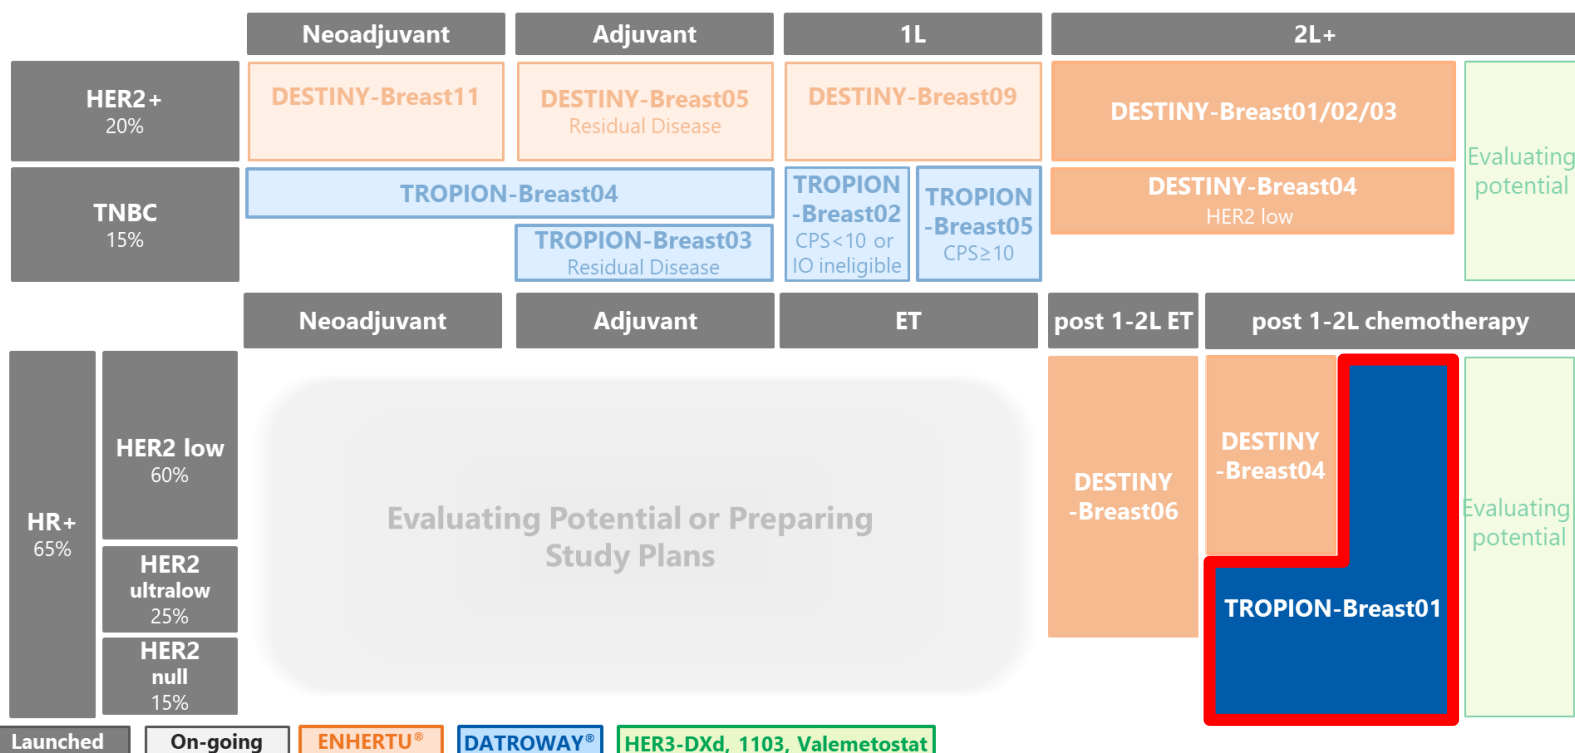 Neoadjuvant
Adjuvant
1L
2L+
HER2+
20%
DESTINY-Breast11
DESTINY-Breast05
Residual Disease
DESTINY-Breast09
DESTINY-Breast01/02/03
Evaluating
potential
TNBC
15%
TROPION-Breast04
TROPION-Breast03
Residual Disease
TROPION
-Breast02
CPS<10 or
IO ineligible
TROPION
-Breast05
CPS≥10
DESTINY-Breast04
HER2 low
Neoadjuvant
Adjuvant
ET
post 1-2L ET
post 1-2L chemotherapy
HR+
65%
HER2 low
60%
HER2
ultralow
25%
HER2
null
15%
Evaluating Potential or Preparing
Study Plans
DESTINY
-Breast06
DESTINY
-Breast04
TROPION-Breast01
Evaluating
potential
Launched
On-going
ENHERTU®
DATROWAY®
HER3-DXd, 1103, Valemetostat